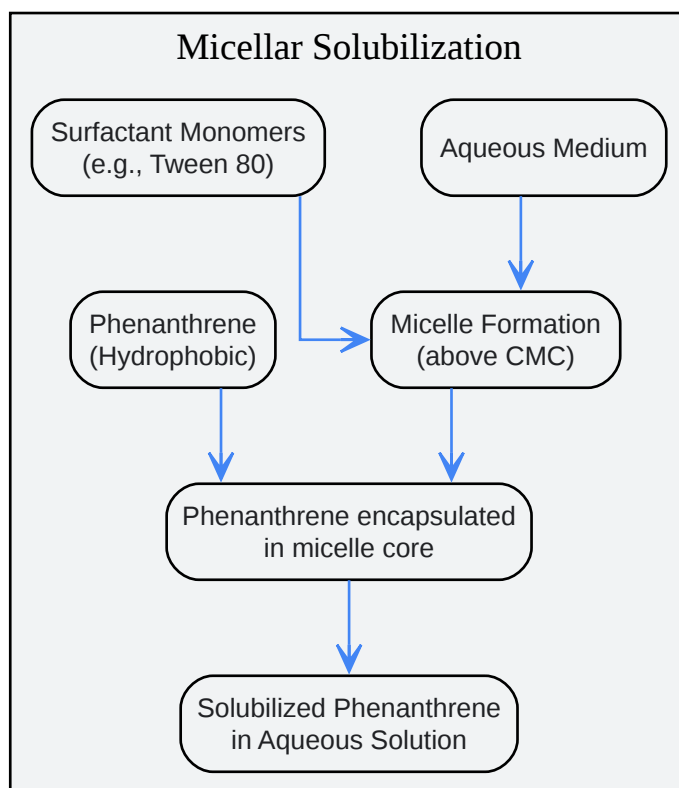 Micellar Solubilization
Surfactant Monomers
(e.g., Tween 80)
Aqueous Medium
Phenanthrene
(Hydrophobic)
Micelle Formation
(above CMC)
Phenanthrene encapsulated
in micelle core
Solubilized Phenanthrene
in Aqueous Solution